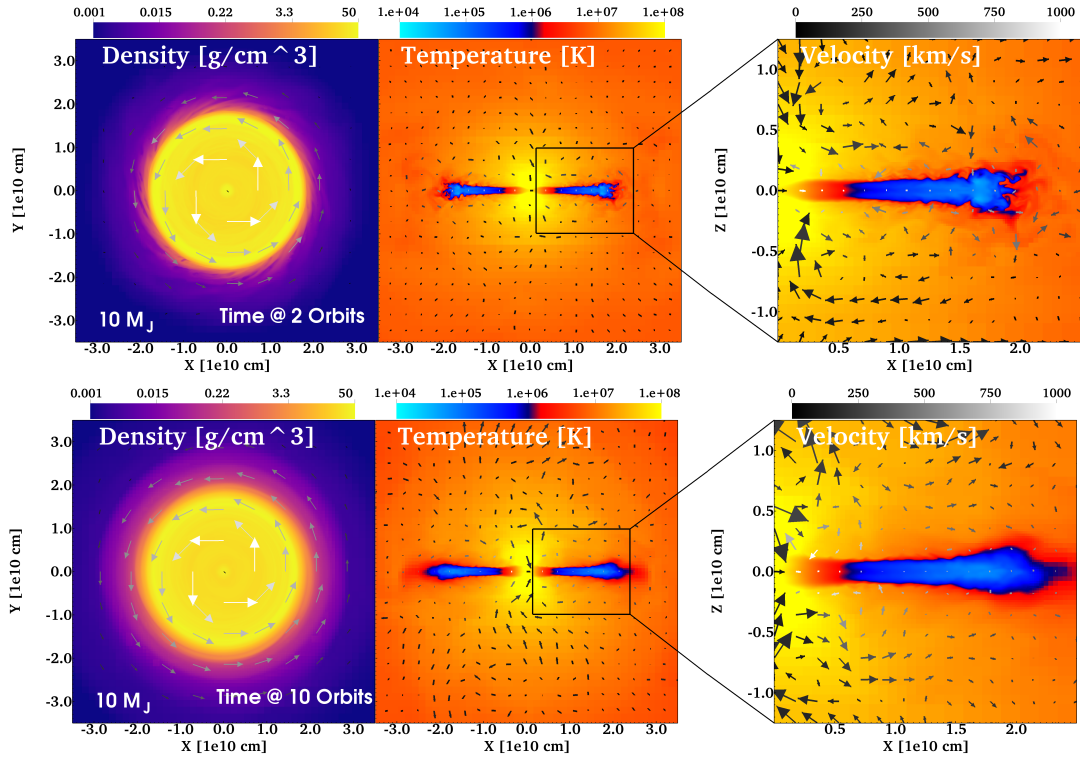 0.001 0.015 0.22 3.3 50
1.e+04 1.e+05 1.e+06 1.e+07 1.e+08
0 250 500 750 1000
Density [g/cm^3]
Temperature [K]
Velocity [km/s]
3.0
2.0
1.0
0.0
-1.0
-2.0
-3.0
Y [1e10 cm]
10 MJ
Time @ 2 Orbits
-3.0 -2.0 -1.0 0.0 1.0 2.0 3.0
X [1e10 cm]
-3.0 -2.0 -1.0 0.0 1.0 2.0 3.0
X [1e10 cm]
1.0
0.5
0.0
-0.5
-1.0
Z [1e10 cm]
0.5 1.0 1.5 2.0
X [1e10 cm]
0.001 0.015 0.22 3.3 50
1.e+04 1.e+05 1.e+06 1.e+07 1.e+08
0 250 500 750 1000
Density [g/cm^3]
Temperature [K]
Velocity [km/s]
3.0
2.0
1.0
0.0
-1.0
-2.0
-3.0
Y [1e10 cm]
10 MJ
Time @ 10 Orbits
-3.0 -2.0 -1.0 0.0 1.0 2.0 3.0
X [1e10 cm]
-3.0 -2.0 -1.0 0.0 1.0 2.0 3.0
X [1e10 cm]
1.0
0.5
0.0
-0.5
-1.0
Z [1e10 cm]
0.5 1.0 1.5 2.0
X [1e10 cm]